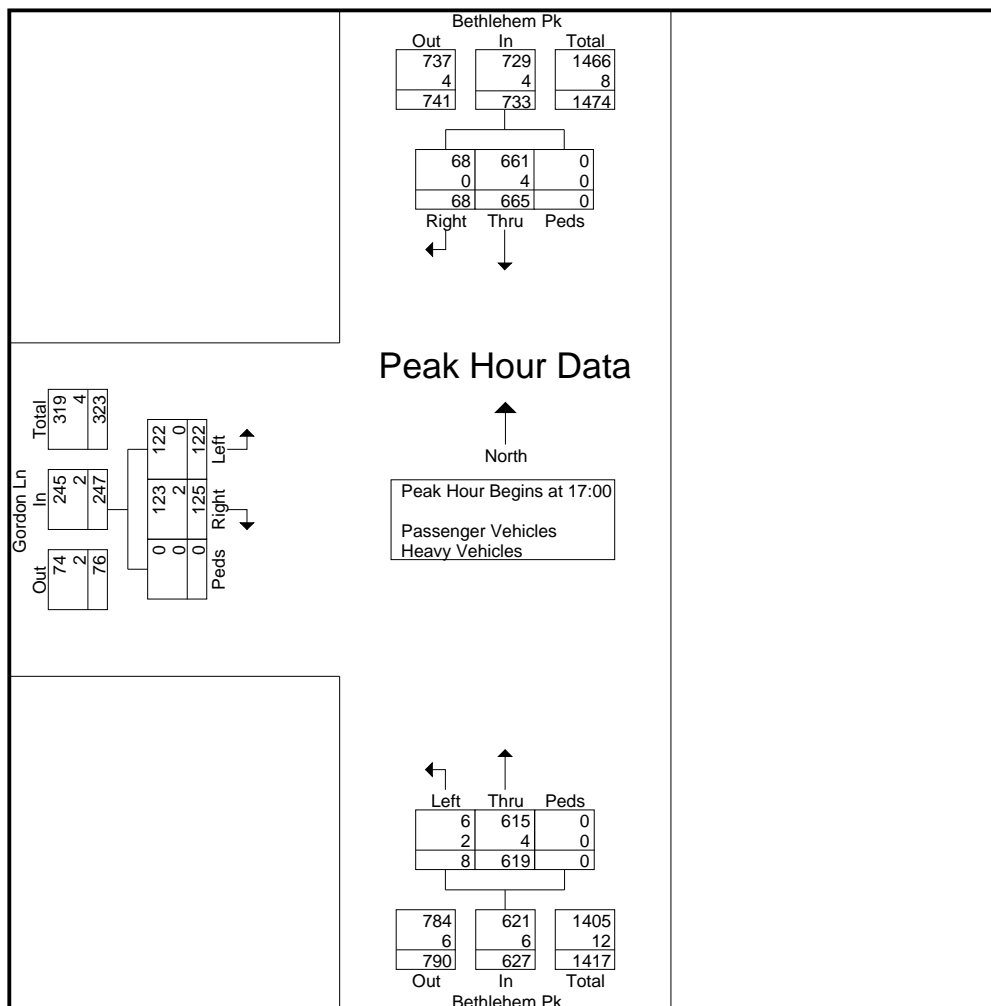 Bethlehem Pk
Out In Total
737 729 1466
4 4 8
741 733 1474
68 661 0
0 4 0
68 665 0
Right Thru Peds
Peak Hour Data
North
Peak Hour Begins at 17:00
Passenger Vehicles
Heavy Vehicles
Gordon Ln
Out In Total
74 245 319
2 2 4
76 247 323
0 123 122
0 2 0
0 125 122
Peds Right Left
Left Thru Peds
6 615 0
2 4 0
8 619 0
784 621 1405
6 6 12
790 627 1417
Out In Total
Bethlehem Pk